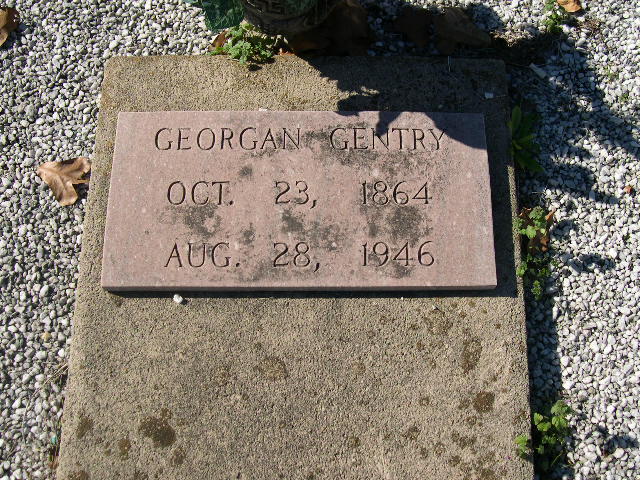 GEORGAN GENTRY
OCT. 23, 1864
AUG. 28, 1946